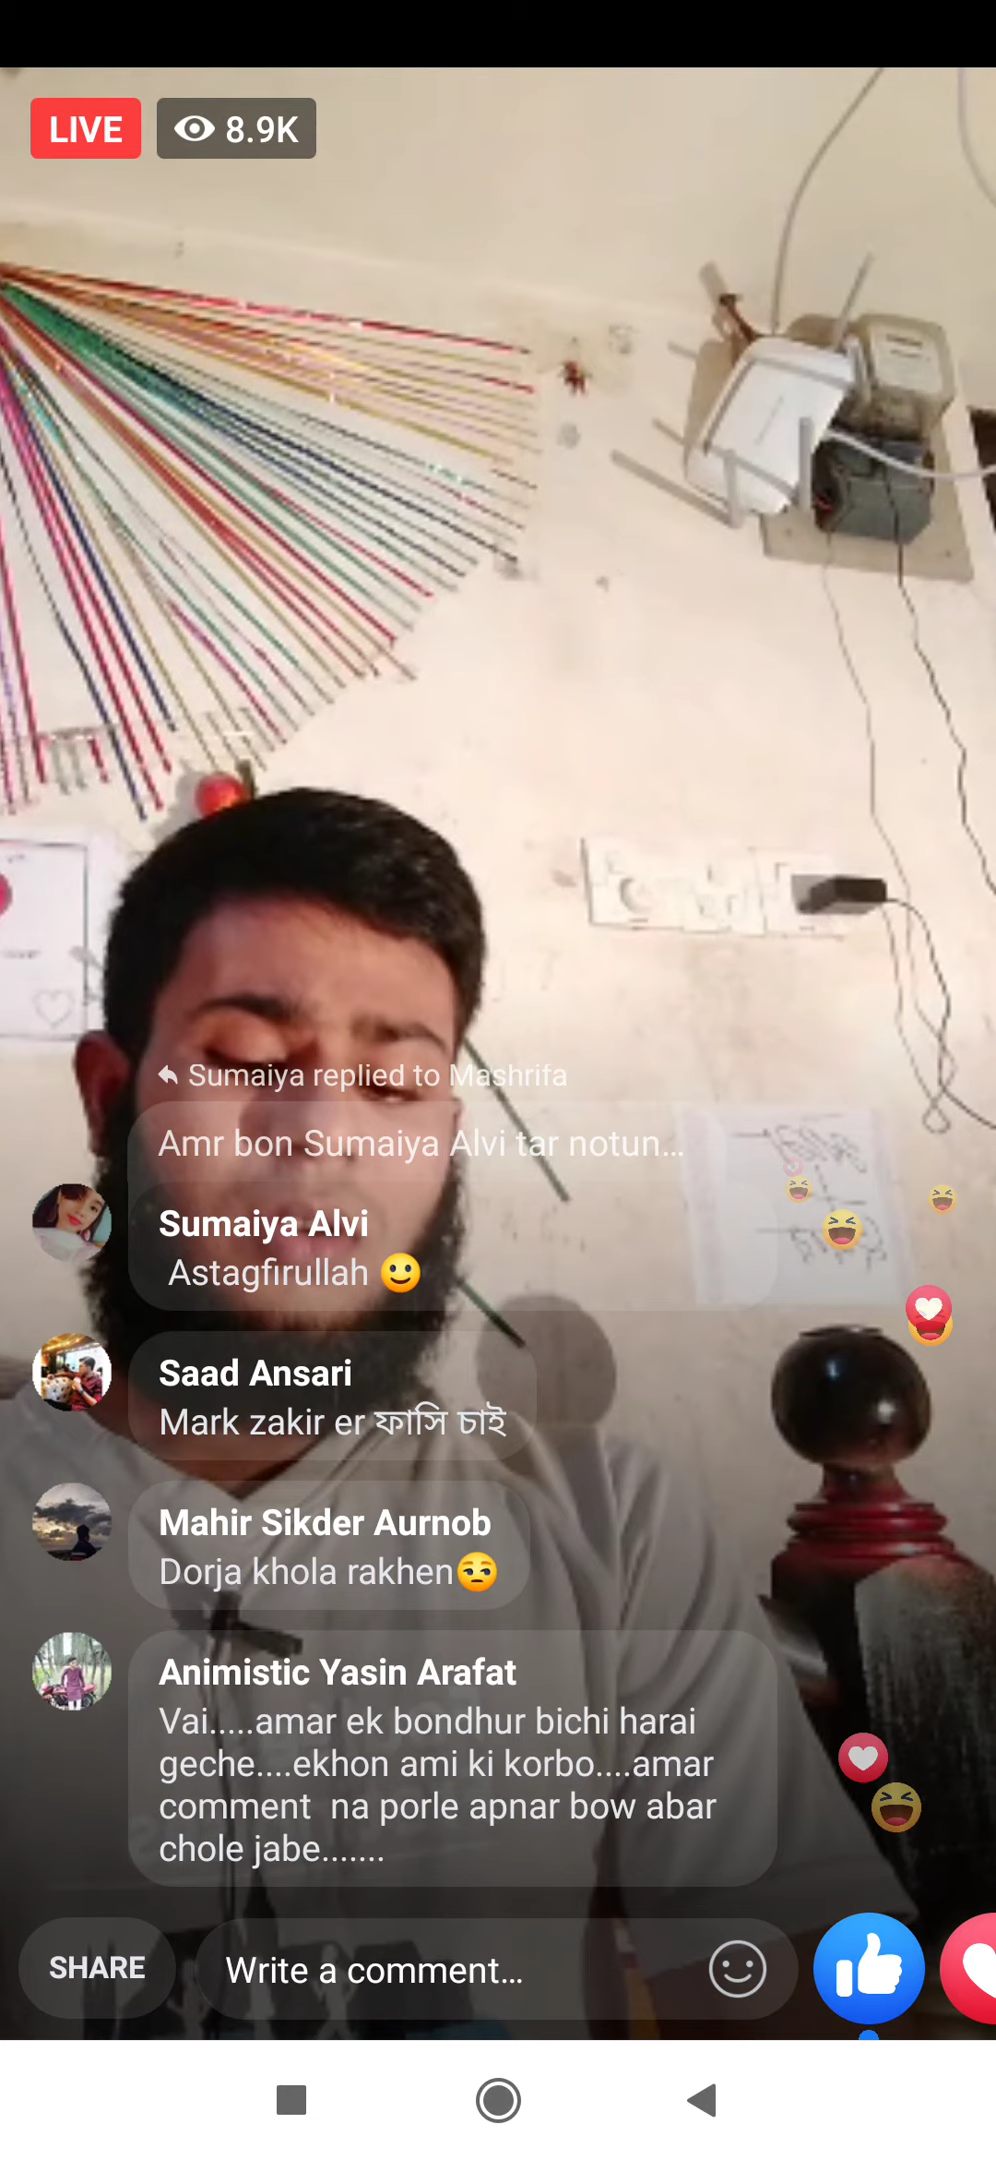 LIVE
8.9K
Sumaiya replied to Mashrifa
Amr bon Sumaiya Alvi tar notun...
Sumaiya Alvi
Astagfirullah 🙂
Saad Ansari
Mark zakir er ফাসি চাই
Mahir Sikder Aurnob
Dorja khola rakhen😒
Animistic Yasin Arafat
Vai.....amar ek bondhur bichi harai
geche....ekhon ami ki korbo....amar
comment na porle apnar bow abar
chole jabe.......
SHARE
Write a comment...